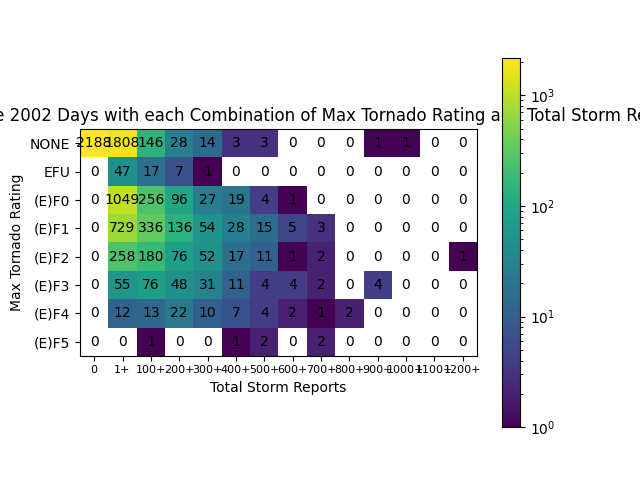 e 2002 Days with each Combination of Max Tornado Rating a Total Storm Re
NONE 2188 1808 146 28 14 3 3 0 0 0 1 1 0 0
EFU 0 47 17 7 1 0 0 0 0 0 0 0 0 0
(E)F0 0 1049 256 96 27 19 4 1 0 0 0 0 0 0
(E)F1 0 729 336 136 54 28 15 5 3 0 0 0 0 0
(E)F2 0 258 180 76 52 17 11 1 2 0 0 0 0 1
(E)F3 0 55 76 48 31 11 4 4 2 0 4 0 0 0
(E)F4 0 12 13 22 10 7 4 2 1 2 0 0 0 0
(E)F5 0 0 1 0 0 1 2 0 2 0 0 0 0 0
0 1+ 100+ 200+ 300+ 400+ 500+ 600+ 700+ 800+ 900+ 1000+ 1100+ 1200+
Total Storm Reports
Max Tornado Rating
10³
10²
10¹
10⁰